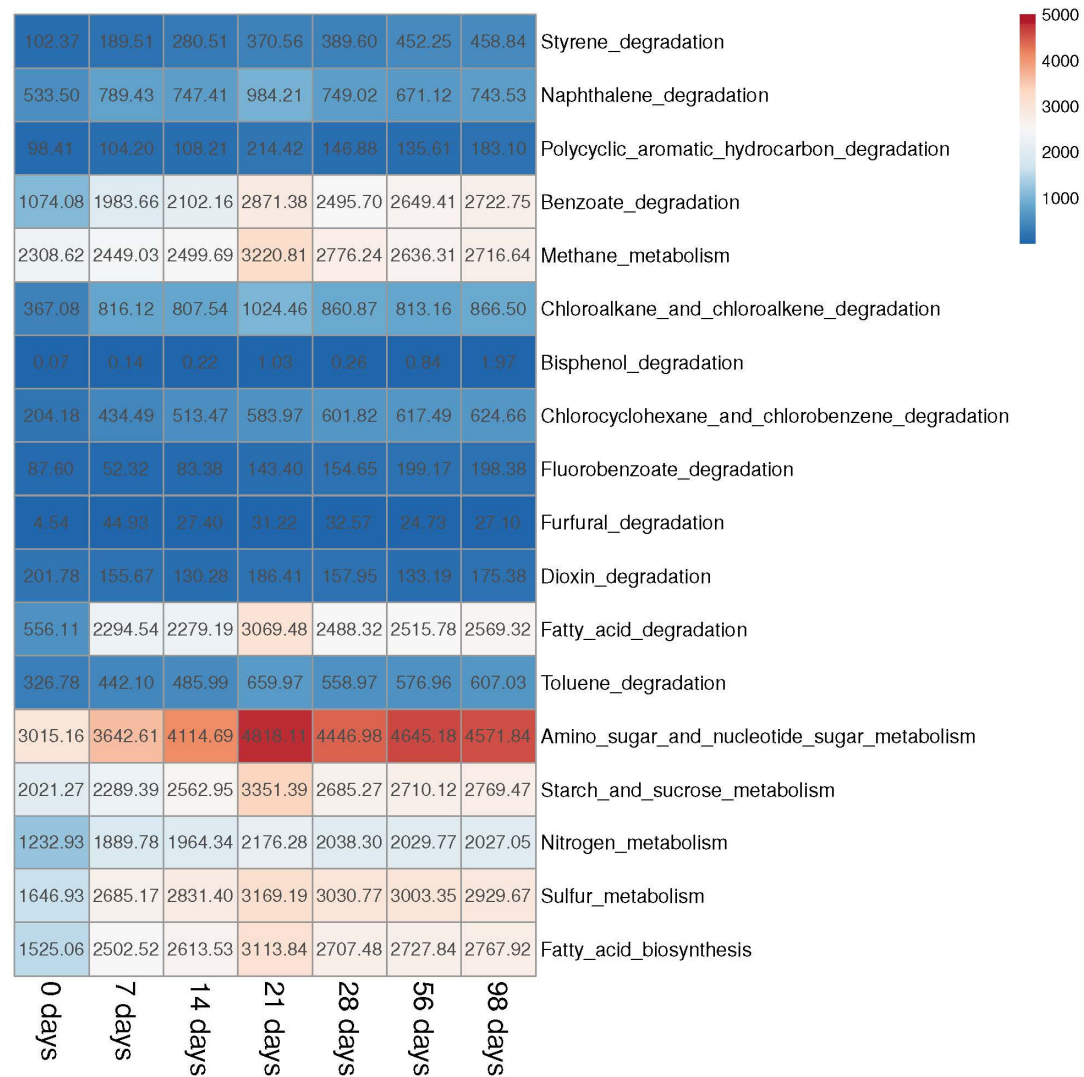 102.37 189.51 280.51 370.56 389.60 452.25 458.84 Styrene_degradation
533.50 789.43 747.41 984.21 749.02 671.12 743.53 Naphthalene_degradation
98.41 104.20 108.21 214.42 146.88 135.61 183.10 Polycyclic_aromatic_hydrocarbon_degradation
1074.08 1983.66 2102.16 2871.38 2495.70 2649.41 2722.75 Benzoate_degradation
2308.62 2449.03 2499.69 3220.81 2776.24 2636.31 2716.64 Methane_metabolism
367.08 816.12 807.54 1024.46 860.87 813.16 866.50 Chloroalkane_and_chloroalkene_degradation
0.07 0.14 0.22 1.03 0.26 0.84 1.97 Bisphenol_degradation
204.18 434.49 513.47 583.97 601.82 617.49 624.66 Chlorocyclohexane_and_chlorobenzene_degradation
87.60 52.32 83.38 143.40 154.65 199.17 198.38 Fluorobenzoate_degradation
4.54 44.93 27.40 31.22 32.57 24.73 27.10 Furfural_degradation
201.78 155.67 130.28 186.41 157.95 133.19 175.38 Dioxin_degradation
556.11 2294.54 2279.19 3069.48 2488.32 2515.78 2569.32 Fatty_acid_degradation
326.78 442.10 485.99 659.97 558.97 576.96 607.03 Toluene_degradation
3015.16 3642.61 4114.69 4818.11 4446.98 4645.18 4571.84 Amino_sugar_and_nucleotide_sugar_metabolism
2021.27 2289.39 2562.95 3351.39 2685.27 2710.12 2769.47 Starch_and_sucrose_metabolism
1232.93 1889.78 1964.34 2176.28 2038.30 2029.77 2027.05 Nitrogen_metabolism
1646.93 2685.17 2831.40 3169.19 3030.77 3003.35 2929.67 Sulfur_metabolism
1525.06 2502.52 2613.53 3113.84 2707.48 2727.84 2767.92 Fatty_acid_biosynthesis
0 days
7 days
14 days
21 days
28 days
56 days
98 days
5000
4000
3000
2000
1000